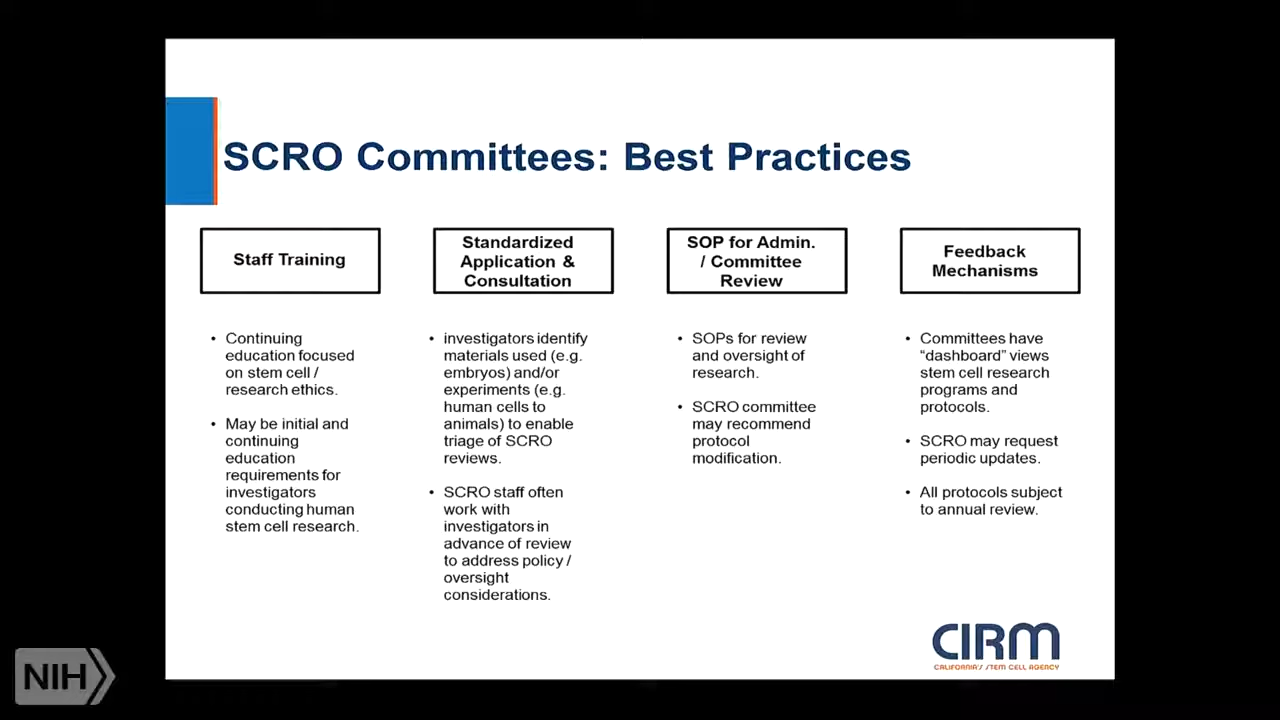 SCRO Committees: Best Practices
Staff Training
• Continuing
education focused
on stem cell /
research ethics.
• May be initial and
continuing
education
requirements for
investigators
conducting human
stem cell research.
Standardized
Application &
Consultation
• investigators identify
materials used (e.g.
embryos) and/or
experiments (e.g.
human cells to
animals) to enable
triage of SCRO
reviews.
• SCRO staff often
work with
investigators in
advance of review
to address policy /
oversight
considerations.
SOP for Admin.
/ Committee
Review
• SOPs for review
and oversight of
research.
• SCRO committee
may recommend
protocol
modification.
Feedback
Mechanisms
• Committees have
“dashboard” views
stem cell research
programs and
protocols.
• SCRO may request
periodic updates.
• All protocols subject
to annual review.
CIRM
CALIFORNIA'S STEM CELL AGENCY
NIH